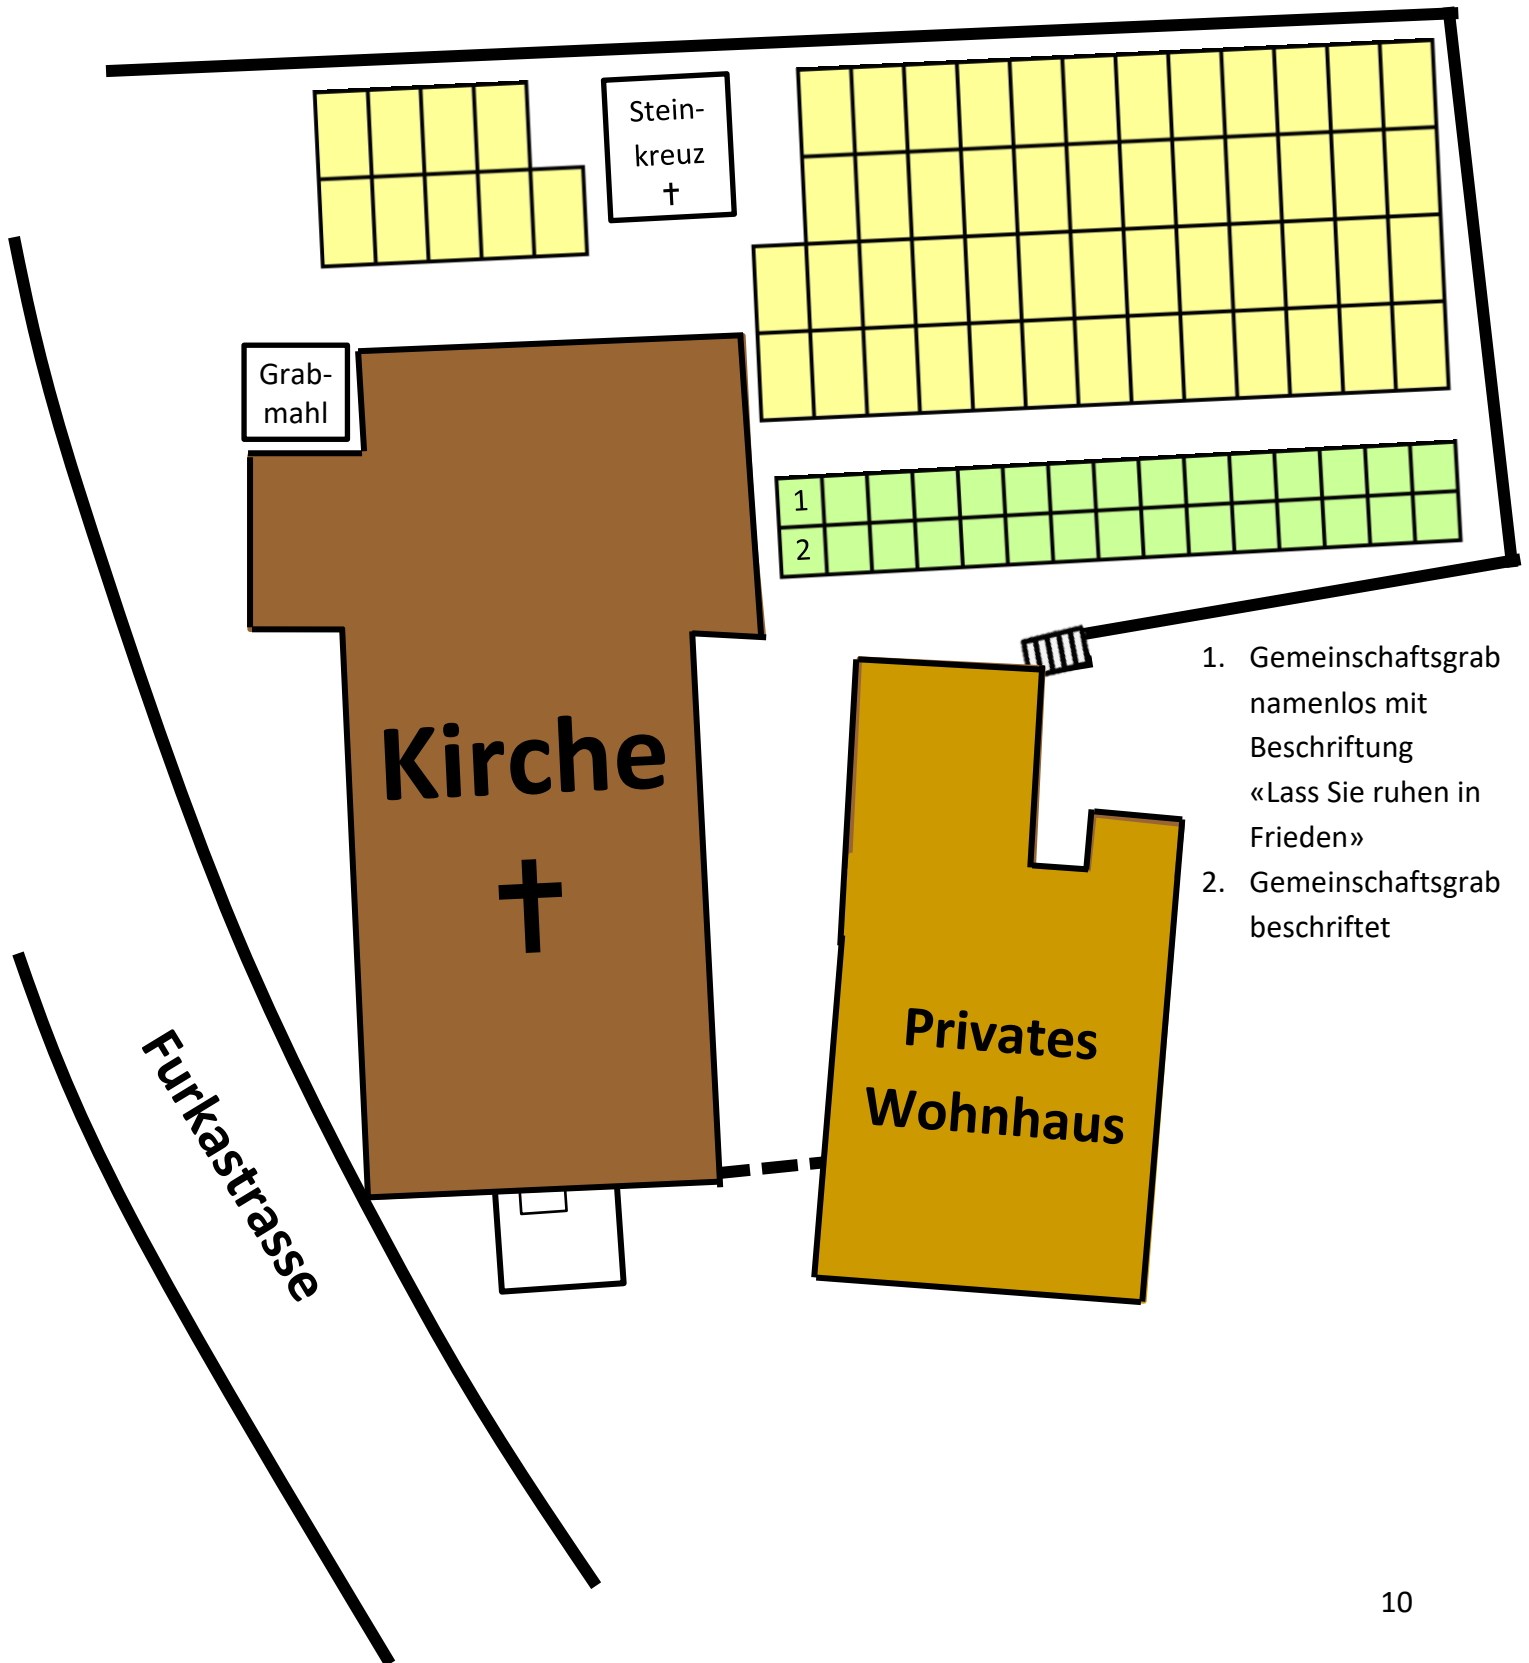 Stein-
kreuz
†
Grab-
mahl
1
2
Kirche
1. Gemeinschaftsgrab
namenlos mit
Beschriftung
«Lass Sie ruhen in
Frieden»
2. Gemeinschaftsgrab
beschriftet
Privates
Wohnhaus
Furkastrasse
10